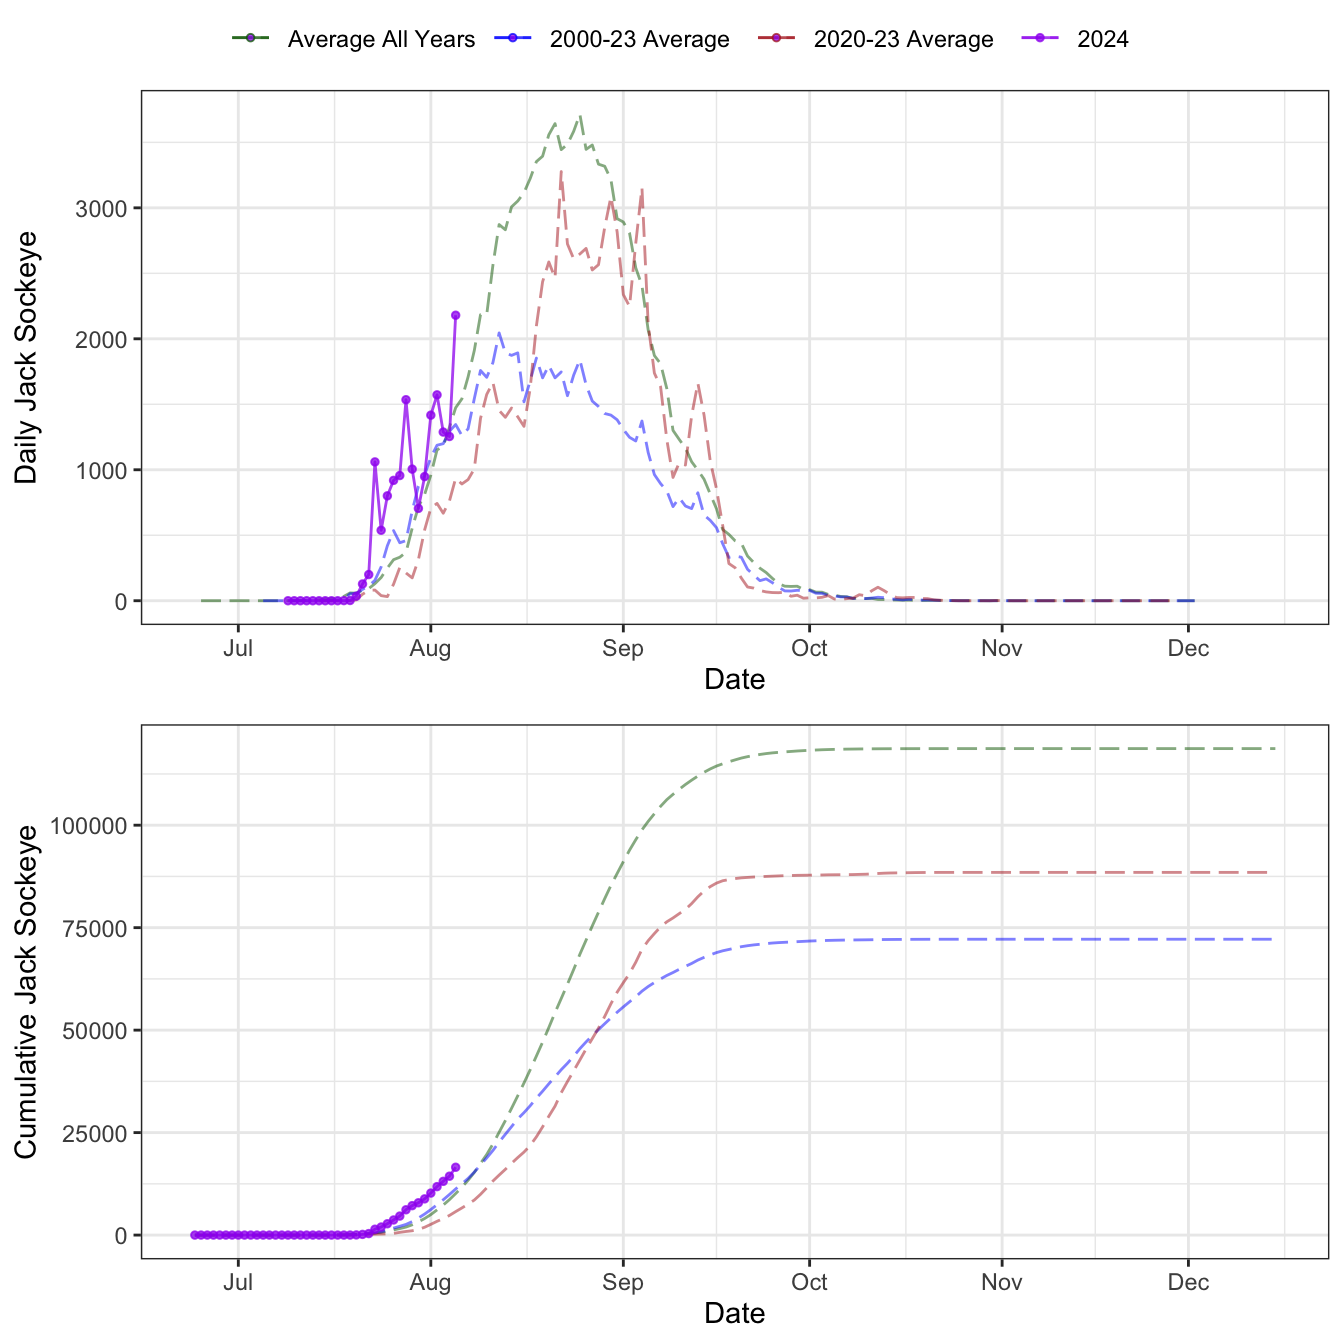 Average All Years 2000-23 Average 2020-23 Average 2024
Daily Jack Sockeye
3000
2000
1000
0
Jul Aug Sep Oct Nov Dec
Date
Cumulative Jack Sockeye
100000
75000
50000
25000
0
Jul Aug Sep Oct Nov Dec
Date